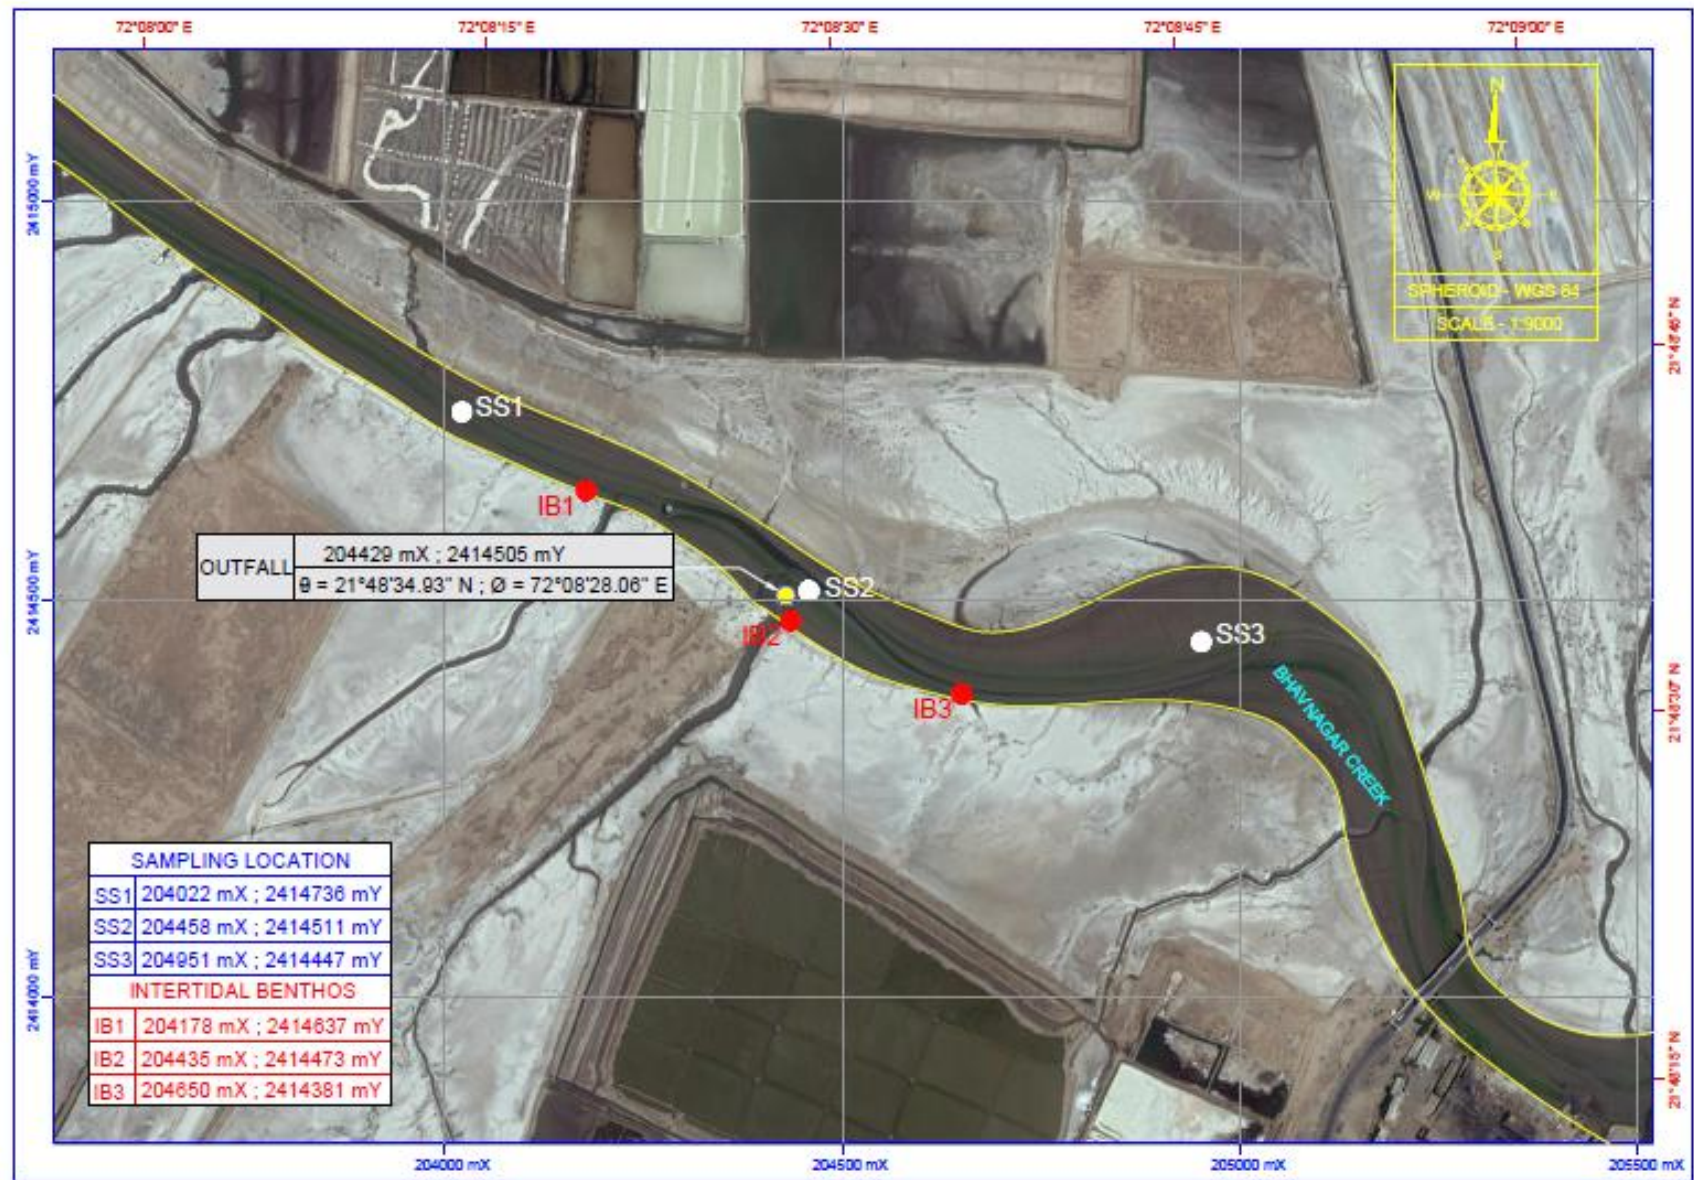 72°08'00" E
72°08'15" E
72°08'30" E
72°08'45" E
72°09'00" E
N
W
E
S
SPHEROID - WGS 84
SCALE - 1:9000
2415000 mY
2414500 mY
2414000 mY
21°48'45" N
21°48'30" N
21°48'15" N
SS1
IB1
OUTFALL
204429 mX ; 2414505 mY
θ = 21°48'34.93" N ; Ø = 72°08'28.06" E
SS2
IB2
SS3
IB3
BHAVNAGAR CREEK
SAMPLING LOCATION
SS1 204022 mX ; 2414736 mY
SS2 204458 mX ; 2414511 mY
SS3 204951 mX ; 2414447 mY
INTERTIDAL BENTHOS
IB1 204178 mX ; 2414637 mY
IB2 204435 mX ; 2414473 mY
IB3 204650 mX ; 2414381 mY
204000 mX
204500 mX
205000 mX
205500 mX